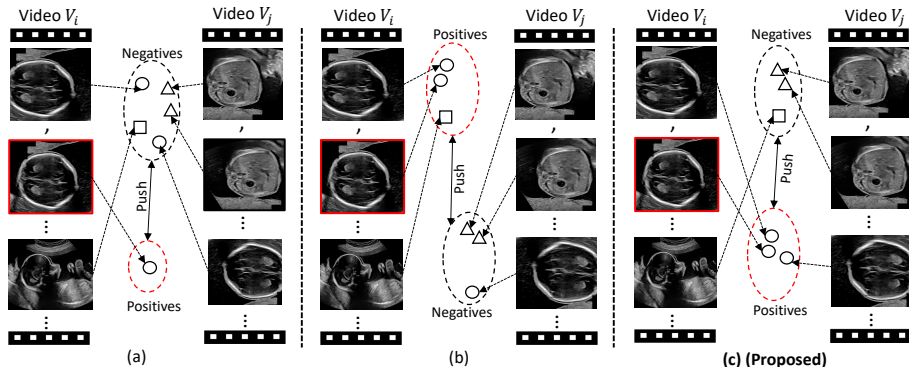 Video V_i
Video V_j
Negatives
,
,
Push
...
...
Positives
...
...
(a)
Video V_i
Video V_j
Positives
,
,
Push
...
...
Negatives
...
...
(b)
Video V_i
Video V_j
Negatives
,
,
Push
...
...
Positives
...
...
(c) (Proposed)